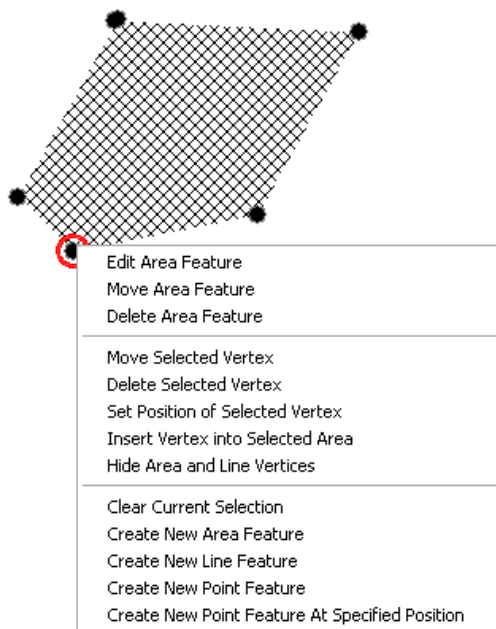 Edit Area Feature
Move Area Feature
Delete Area Feature
Move Selected Vertex
Delete Selected Vertex
Set Position of Selected Vertex
Insert Vertex into Selected Area
Hide Area and Line Vertices
Clear Current Selection
Create New Area Feature
Create New Line Feature
Create New Point Feature
Create New Point Feature At Specified Position